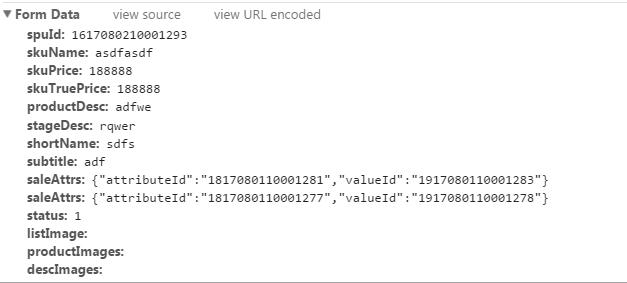 ▼ Form Data view source view URL encoded
spuId: 1617080210001293
skuName: asdfasdf
skuPrice: 188888
skuTruePrice: 188888
productDesc: adfwe
stageDesc: rqwer
shortName: sdfs
subtitle: adf
saleAttrs: {"attributeId":"1817080110001281","valueId":"1917080110001283"}
saleAttrs: {"attributeId":"1817080110001277","valueId":"1917080110001278"}
status: 1
listImage:
productImages:
descImages: